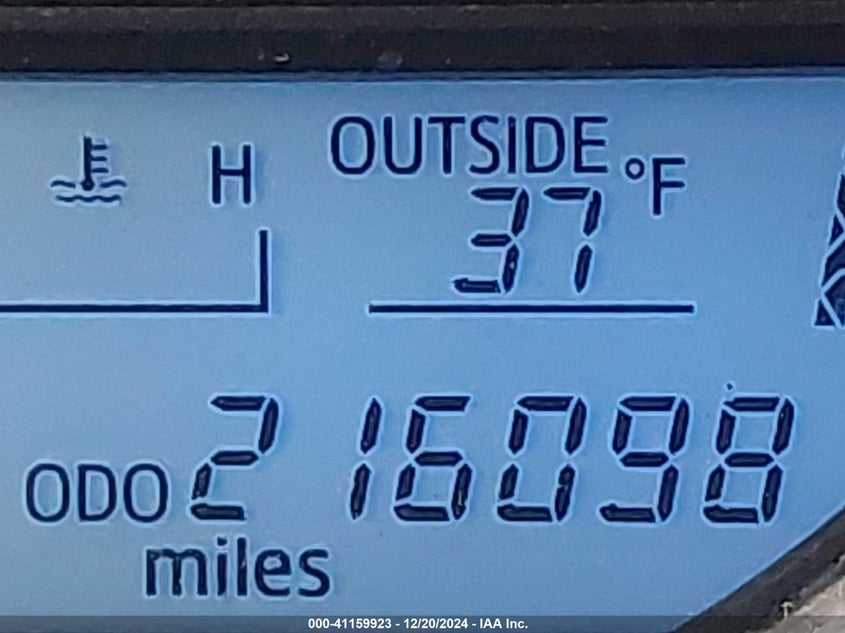 H
OUTSIDE
37 °F
ODO 216098
miles
000-41159923 - 12/20/2024 - IAA Inc.